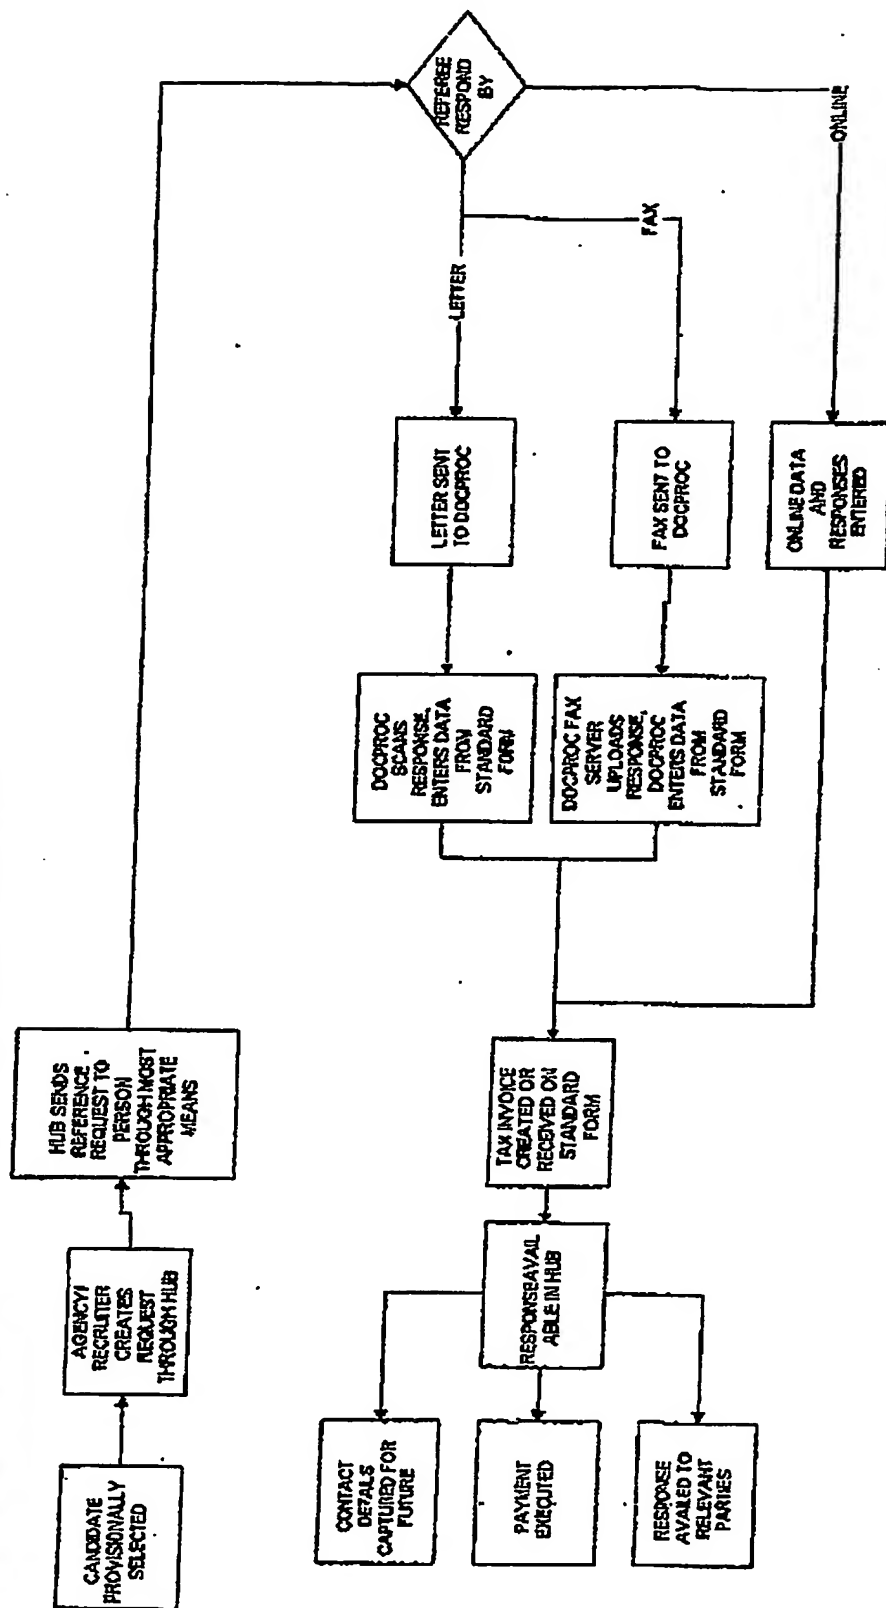 CANDIDATE
PROVISIONALLY
SELECTED
AGENCY/
RECRUITER
CREATES
REQUEST
THROUGH HUB
HUB SENDS
REFERENCE
REQUEST TO
PERSON
THROUGH MOST
APPROPRIATE
MEANS
REFEREE
RESPOND
BY
LETTER
FAX
ONLINE
LETTER SENT
TO DOCPROC
FAX SENT TO
DOCPROC
ONLINE DATA
AND
RESPONSES
ENTERED
DOCPROC
SCANS
RESPONSE,
ENTERS DATA
FROM
STANDARD
FORM
DOCPROC FAX
SERVER
UPLOADS
RESPONSE,
DOCPROC
ENTERS DATA
FROM
STANDARD
FORM
TAX INVOICE
CREATED OR
RECEIVED ON
STANDARD
FORM
RESPONSEAVAIL
ABLE IN HUB
CONTACT
DETAILS
CAPTURED FOR
FUTURE
PAYMENT
EXECUTED
RESPONSE
AVAILED TO
RELEVANT
PARTIES